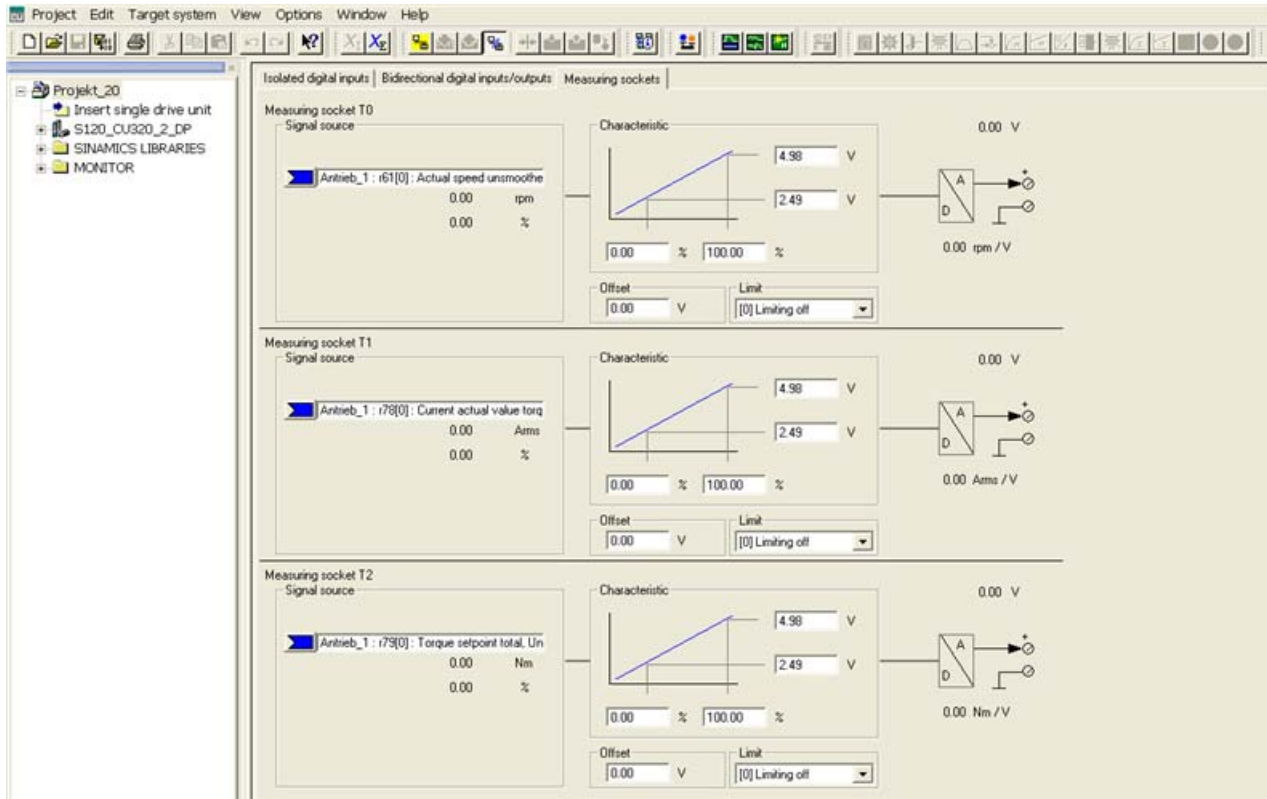 Project Edit Target system View Options Window Help
Projekt_20
Insert single drive unit
S120_CU320_2_DP
SINAMICS LIBRARIES
MONITOR
Isolated digital inputs Bidirectional digital inputs/outputs Measuring sockets
Measuring socket T0
Signal source
Characteristic
0.00 V
4.98 V
Antrieb_1 : r61[0] : Actual speed unsmoothe
0.00 rpm
2.49 V
A
D
0.00 %
0.00 % 100.00 %
0.00 rpm / V
Offset
Limit
0.00 V
[0] Limiting off
Measuring socket T1
Signal source
Characteristic
0.00 V
4.98 V
Antrieb_1 : r78[0] : Current actual value torq
0.00 Arms
2.49 V
A
D
0.00 %
0.00 % 100.00 %
0.00 Arms / V
Offset
Limit
0.00 V
[0] Limiting off
Measuring socket T2
Signal source
Characteristic
0.00 V
4.98 V
Antrieb_1 : r79[0] : Torque setpoint total, Un
0.00 Nm
2.49 V
A
D
0.00 %
0.00 % 100.00 %
0.00 Nm / V
Offset
Limit
0.00 V
[0] Limiting off